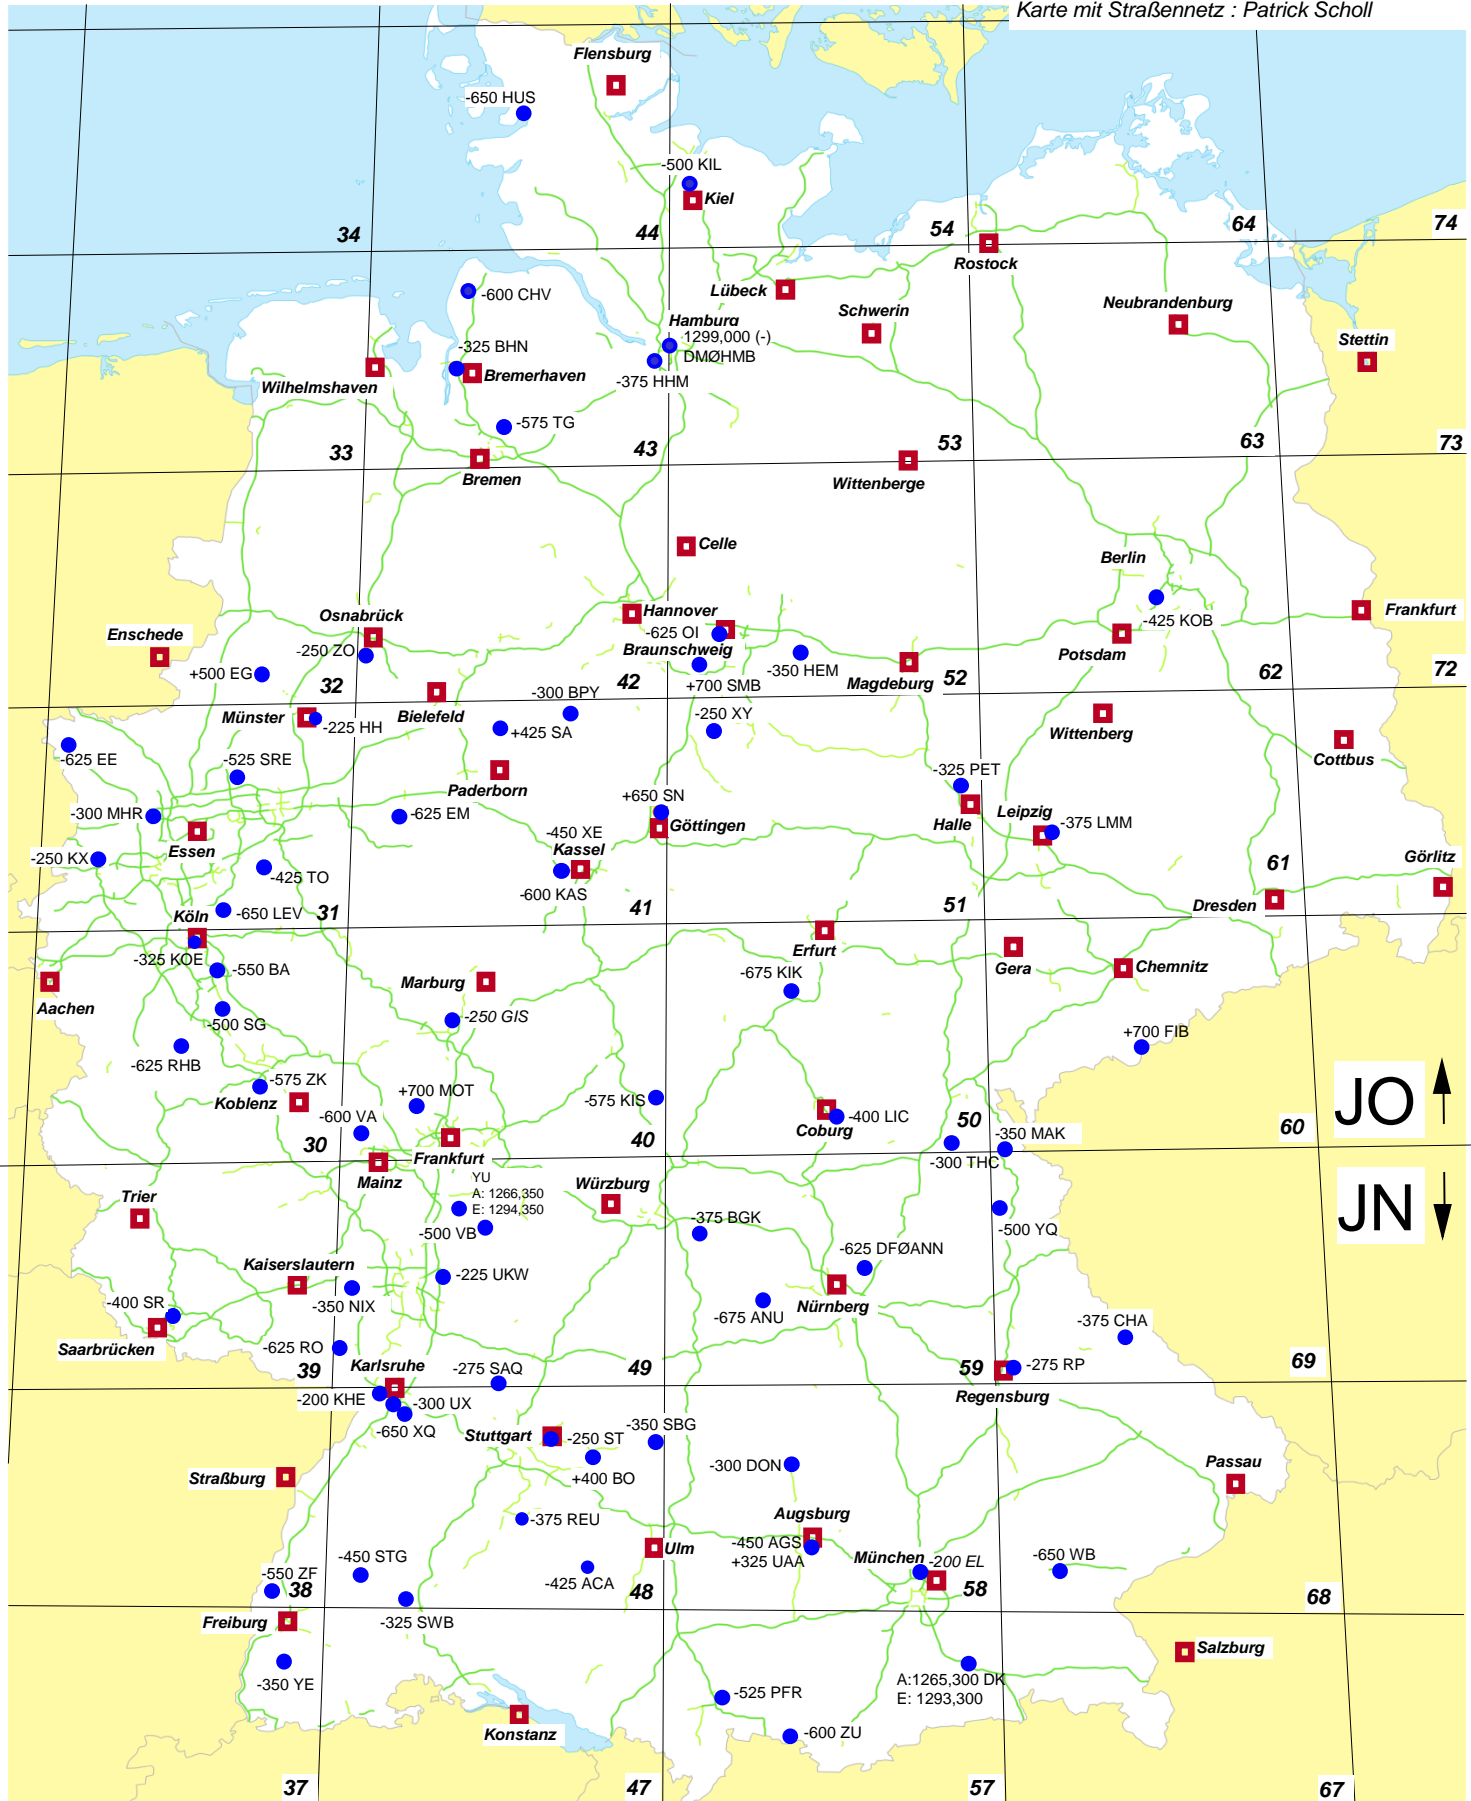 Karte mit Straßennetz : Patrick Scholl
Flensburg
-650 HUS
-500 KIL
Kiel
34
44
54
64
74
Rostock
-600 CHV
Lübeck
Schwerin
Neubrandenburg
Hamburg
1299,000 (-)
DMØHMB
Stettin
-325 BHN
Bremerhaven
-375 HHM
Wilhelmshaven
-575 TG
33
43
53
63
73
Bremen
Wittenberge
Celle
Berlin
Osnabrück
Hannover
Frankfurt
-425 KOB
Enschede
-625 OI
-250 ZO
Braunschweig
Potsdam
-350 HEM
+500 EG
Magdeburg
32
42
+700 SMB
52
62
72
-300 BPY
Münster
-225 HH
Bielefeld
-250 XY
+425 SA
Wittenberg
-625 EE
-525 SRE
Cottbus
-325 PET
Paderborn
+650 SN
-300 MHR
-625 EM
Göttingen
Halle
Leipzig
-375 LMM
-450 XE
Kassel
Essen
-250 KX
Görlitz
61
-425 TO
-600 KAS
-650 LEV
31
41
51
Dresden
Köln
Erfurt
-325 KOE
-550 BA
Marburg
-675 KIK
Gera
Chemnitz
Aachen
-250 GIS
-500 SG
+700 FIB
-625 RHB
-575 ZK
+700 MOT
-575 KIS
Koblenz
-600 VA
-400 LIC
JO
Coburg
50
60
-350 MAK
30
40
Frankfurt
-300 THC
Mainz
YU
A: 1266,350
E: 1294,350
Würzburg
Trier
JN
-375 BGK
-500 VB
-500 YQ
-625 DFØANN
Kaiserslautern
-225 UKW
-400 SR
-350 NIX
-675 ANU
Nürnberg
-375 CHA
Saarbrücken
-625 RO
39
Karlsruhe
-275 SAQ
49
59
-275 RP
69
-200 KHE
-300 UX
Regensburg
-650 XQ
Stuttgart
-250 ST
-350 SBG
-300 DON
Passau
Straßburg
+400 BO
-375 REU
Augsburg
-450 AGS
+325 UAA
Ulm
-450 STG
München
-200 EL
-650 WB
-550 ZF
-425 ACA
38
48
58
68
Freiburg
-325 SWB
Salzburg
-350 YE
A:1265,300 DK
E: 1293,300
-525 PFR
Konstanz
-600 ZU
37
47
57
67